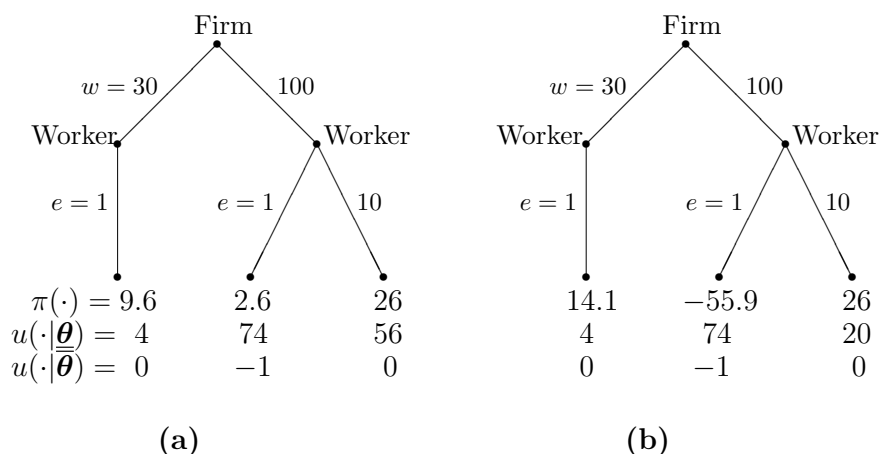 Firm Firm
w = 30 100 w = 30 100
Worker Worker Worker Worker
e = 1 e = 1 10 e = 1 e = 1 10
π(·) = 9.6 2.6 26 14.1 −55.9 26
u(·|θ̲) = 4 74 56 4 74 20
u(·|θ̿) = 0 −1 0 0 −1 0
(a) (b)